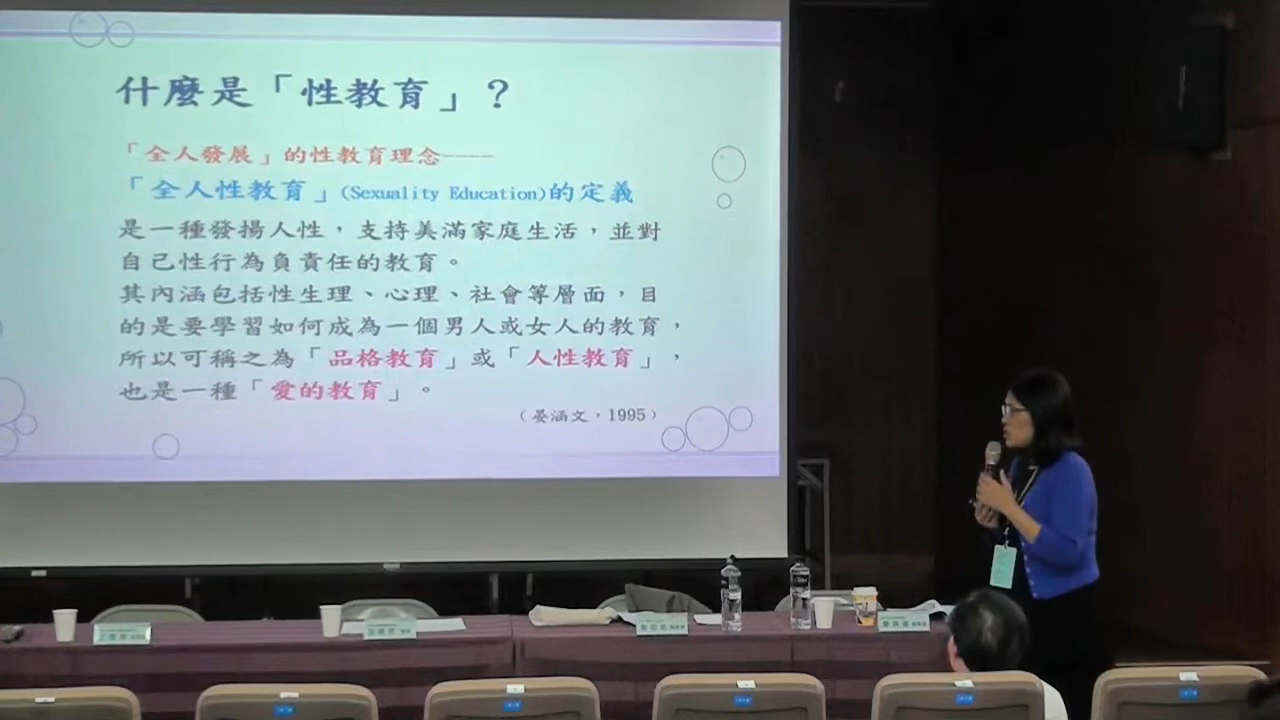 什麼是「性教育」？
「全人發展」的性教育理念----
「全人性教育」(Sexuality Education)的定義
是一種發揚人性，支持美滿家庭生活，並對
自己性行為負責任的教育。
其內涵包括性生理、心理、社會等層面，目
的是要學習如何成為一個男人或女人的教育，
所以可稱之為「品格教育」或「人性教育」，
也是一種「愛的教育」。
（晏涵文，1995）